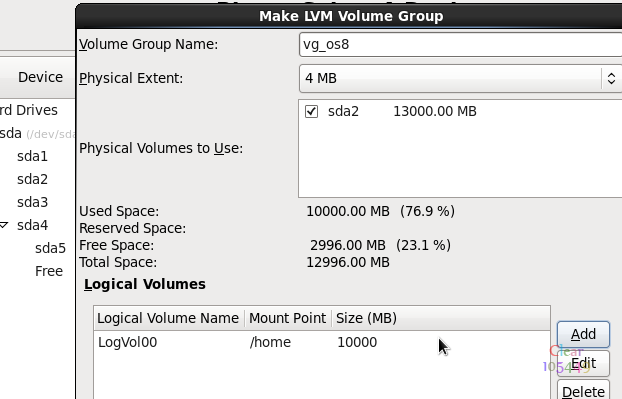 Make LVM Volume Group
Volume Group Name: vg_os8
Physical Extent: 4 MB
Device
rd Drives
sda (/dev/sda
sda1
sda2
sda3
sda4
sda5
Free
sda2 13000.00 MB
Physical Volumes to Use:
Used Space: 10000.00 MB (76.9 %)
Reserved Space:
Free Space: 2996.00 MB (23.1 %)
Total Space: 12996.00 MB
Logical Volumes
Logical Volume Name Mount Point Size (MB)
LogVol00 /home 10000
Add
Edit
Delete
Clear